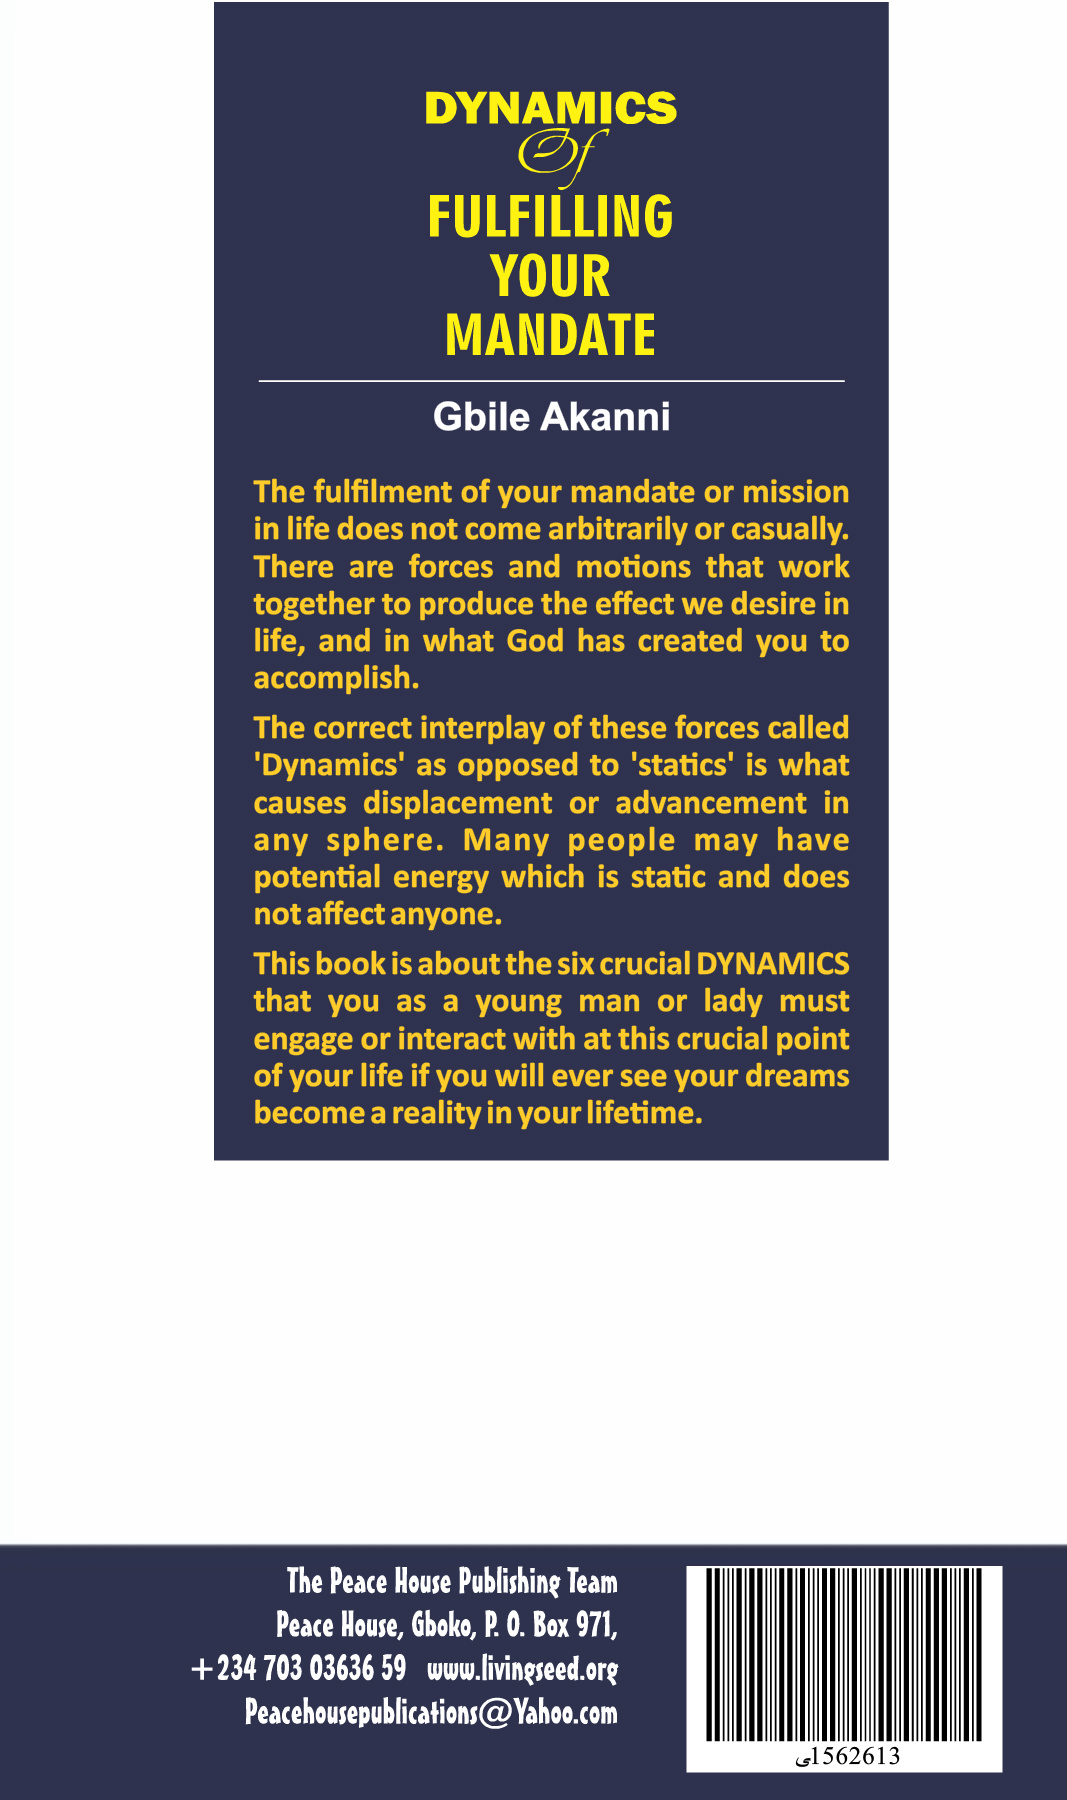 DYNAMICS
Of
FULFILLING
YOUR
MANDATE
Gbile Akanni
The fulfilment of your mandate or mission
in life does not come arbitrarily or casually.
There are forces and motions that work
together to produce the effect we desire in
life, and in what God has created you to
accomplish.
The correct interplay of these forces called
'Dynamics' as opposed to 'statics' is what
causes displacement or advancement in
any sphere. Many people may have
potential energy which is static and does
not affect anyone.
This book is about the six crucial DYNAMICS
that you as a young man or lady must
engage or interact with at this crucial point
of your life if you will ever see your dreams
become a reality in your lifetime.
The Peace House Publishing Team
Peace House, Gboko, P. O. Box 971,
+234 703 03636 59 www.livingseed.org
Peacehousepublications@Yahoo.com
ى1562613